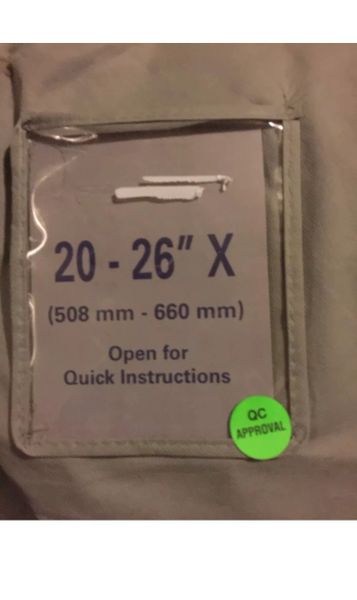 20 - 26" X
(508 mm - 660 mm)
Open for
Quick Instructions
QC
APPROVAL